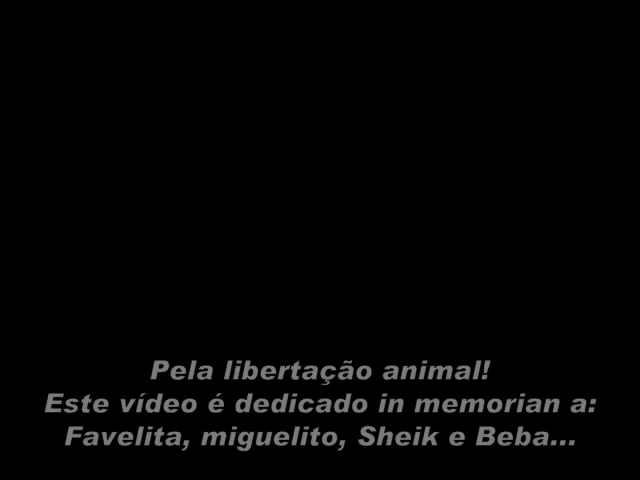 Pela libertação animal!
Este vídeo é dedicado in memorian a:
Favelita, miguelito, Sheik e Beba...